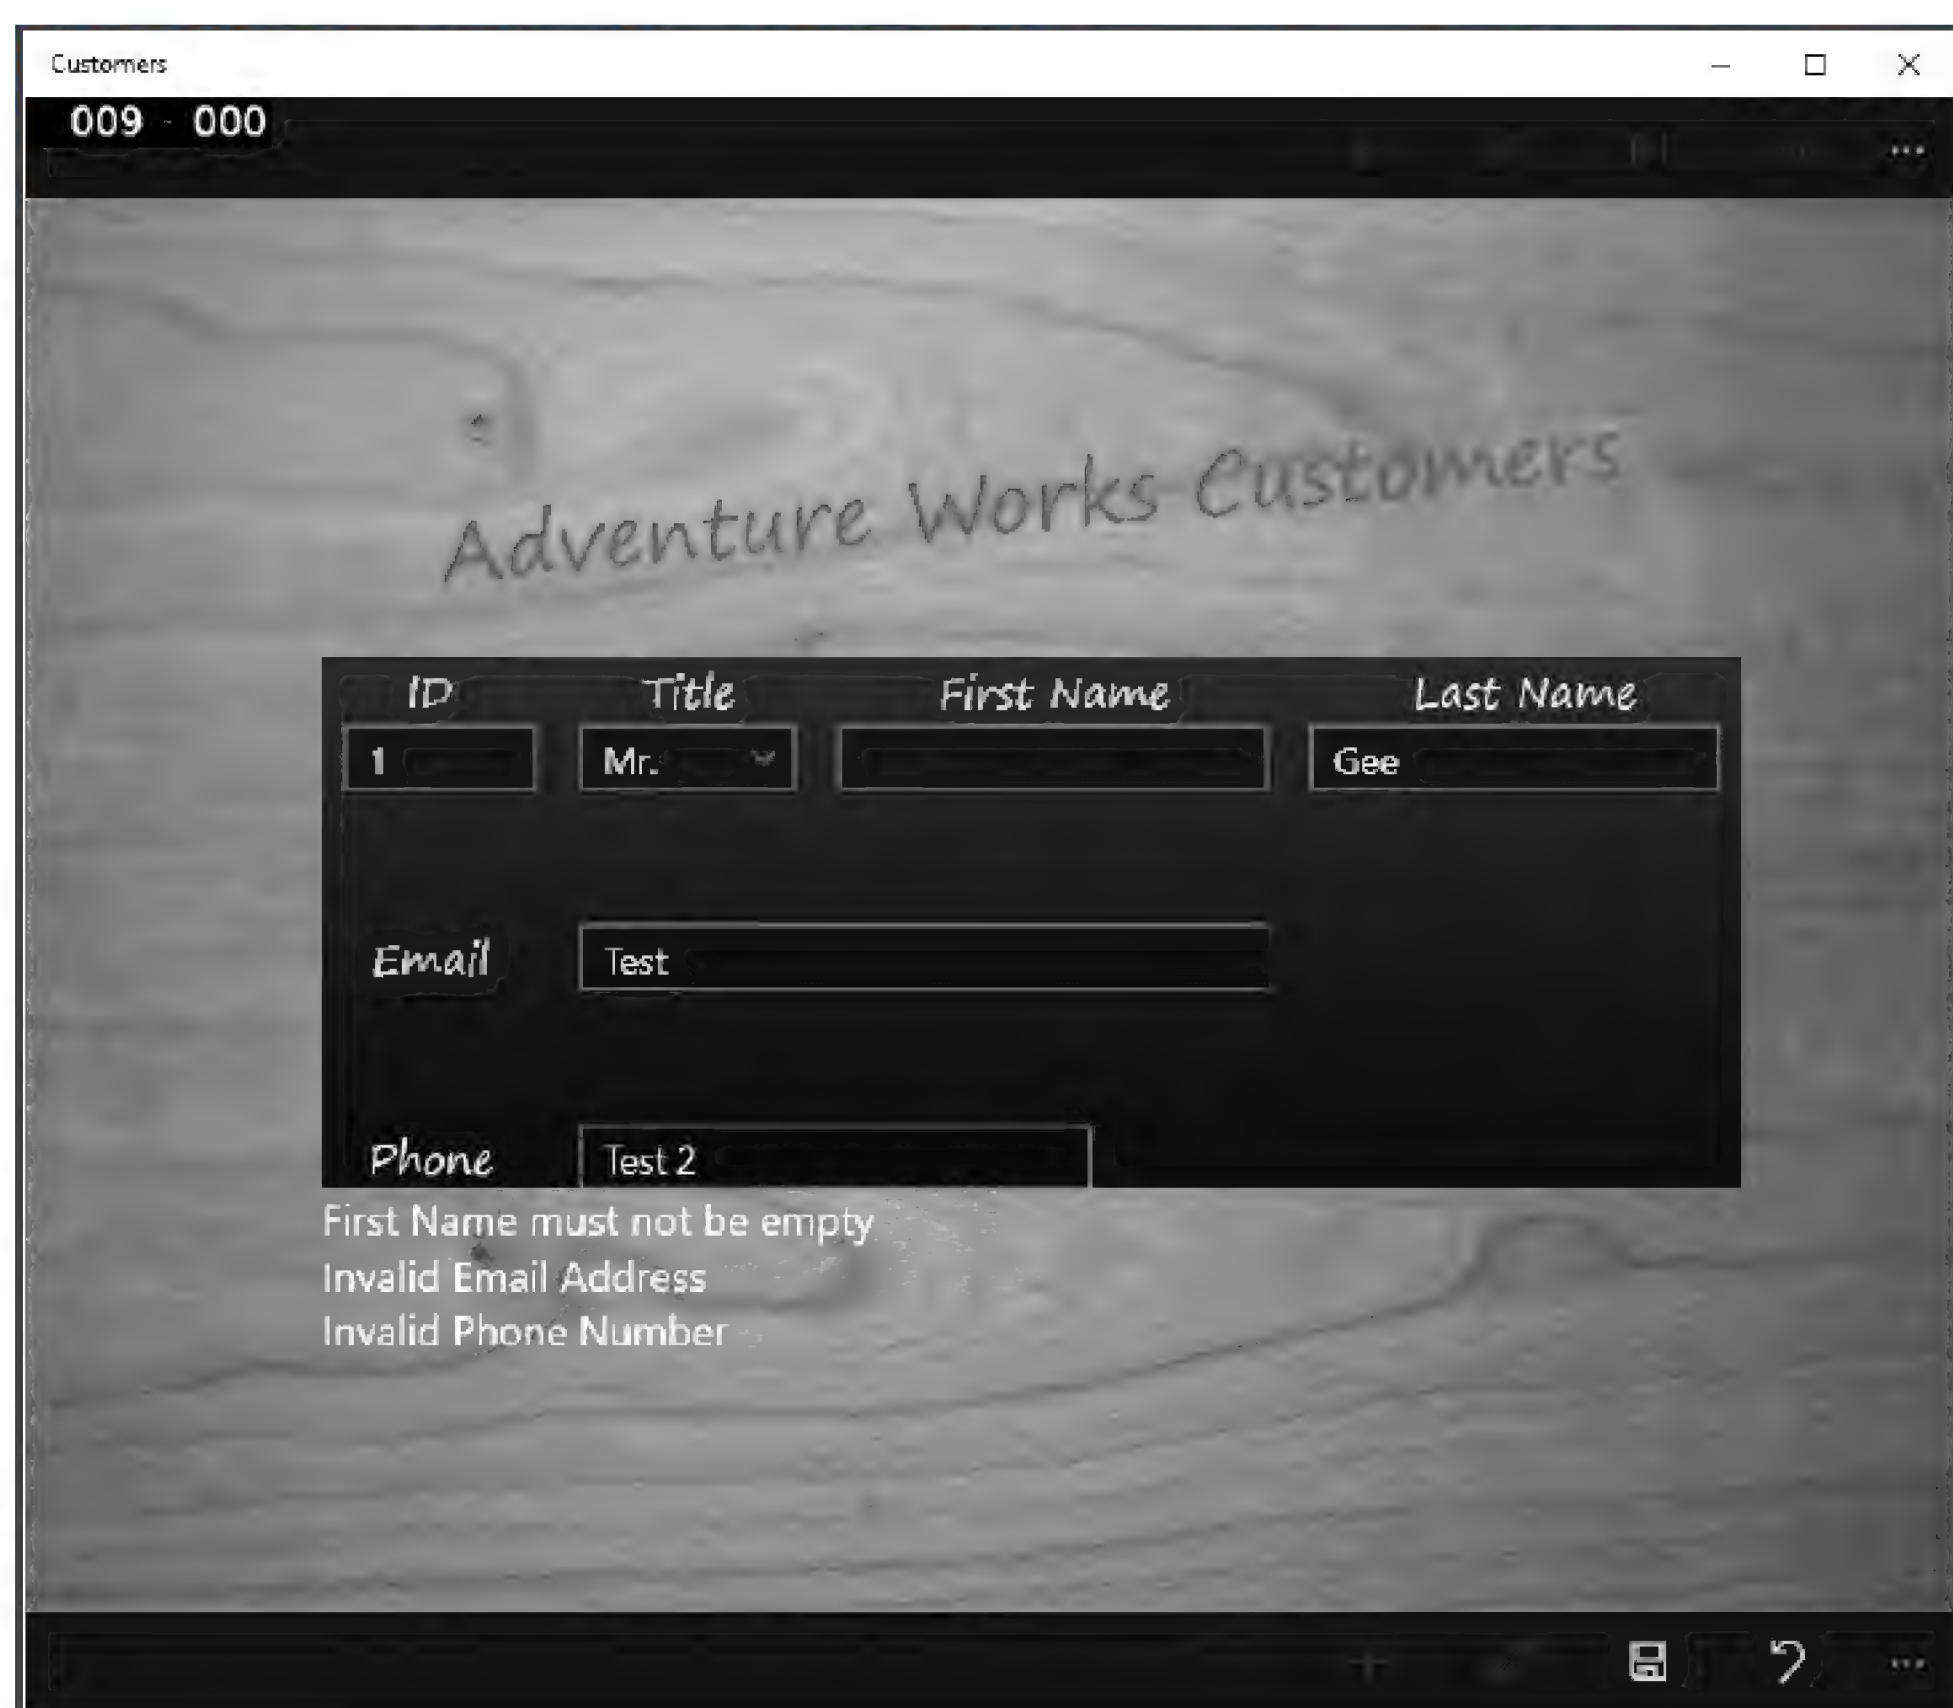 Customers
009 000
Adventure Works Customers
ID Title First Name Last Name
1 Mr. Gee
Email Test
Phone Test 2
First Name must not be empty
Invalid Email Address
Invalid Phone Number